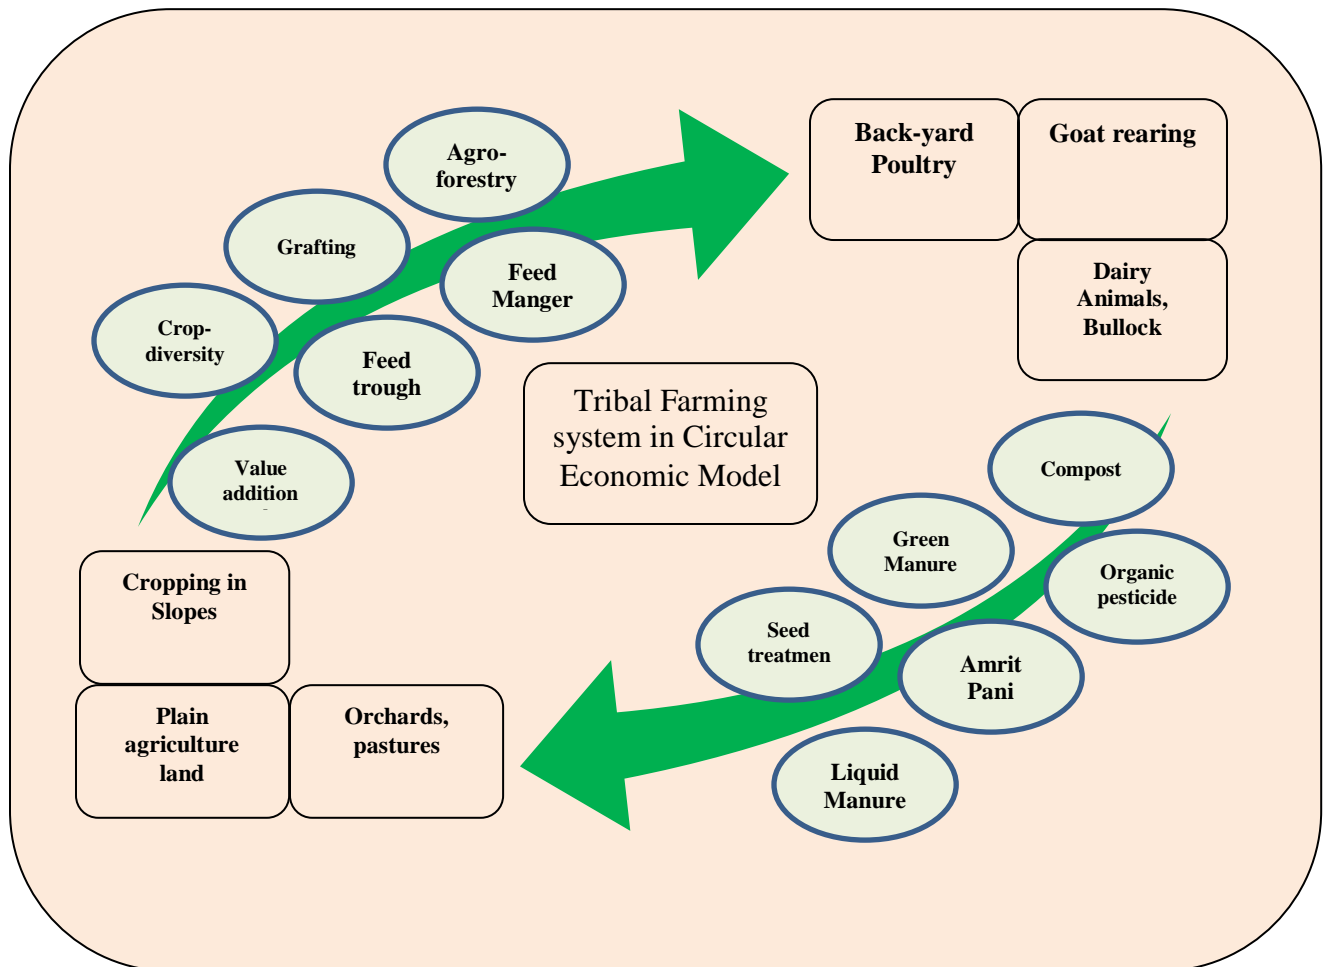 Agro-
forestry
Back-yard
Poultry
Goat rearing
Grafting
Feed
Manger
Dairy
Animals,
Bullock
Crop-
diversity
Feed
trough
Tribal Farming
system in Circular
Economic Model
Value
addition
Compost
Green
Manure
Organic
pesticide
Cropping in
Slopes
Seed
treatmen
Amrit
Pani
Plain
agriculture
land
Orchards,
pastures
Liquid
Manure